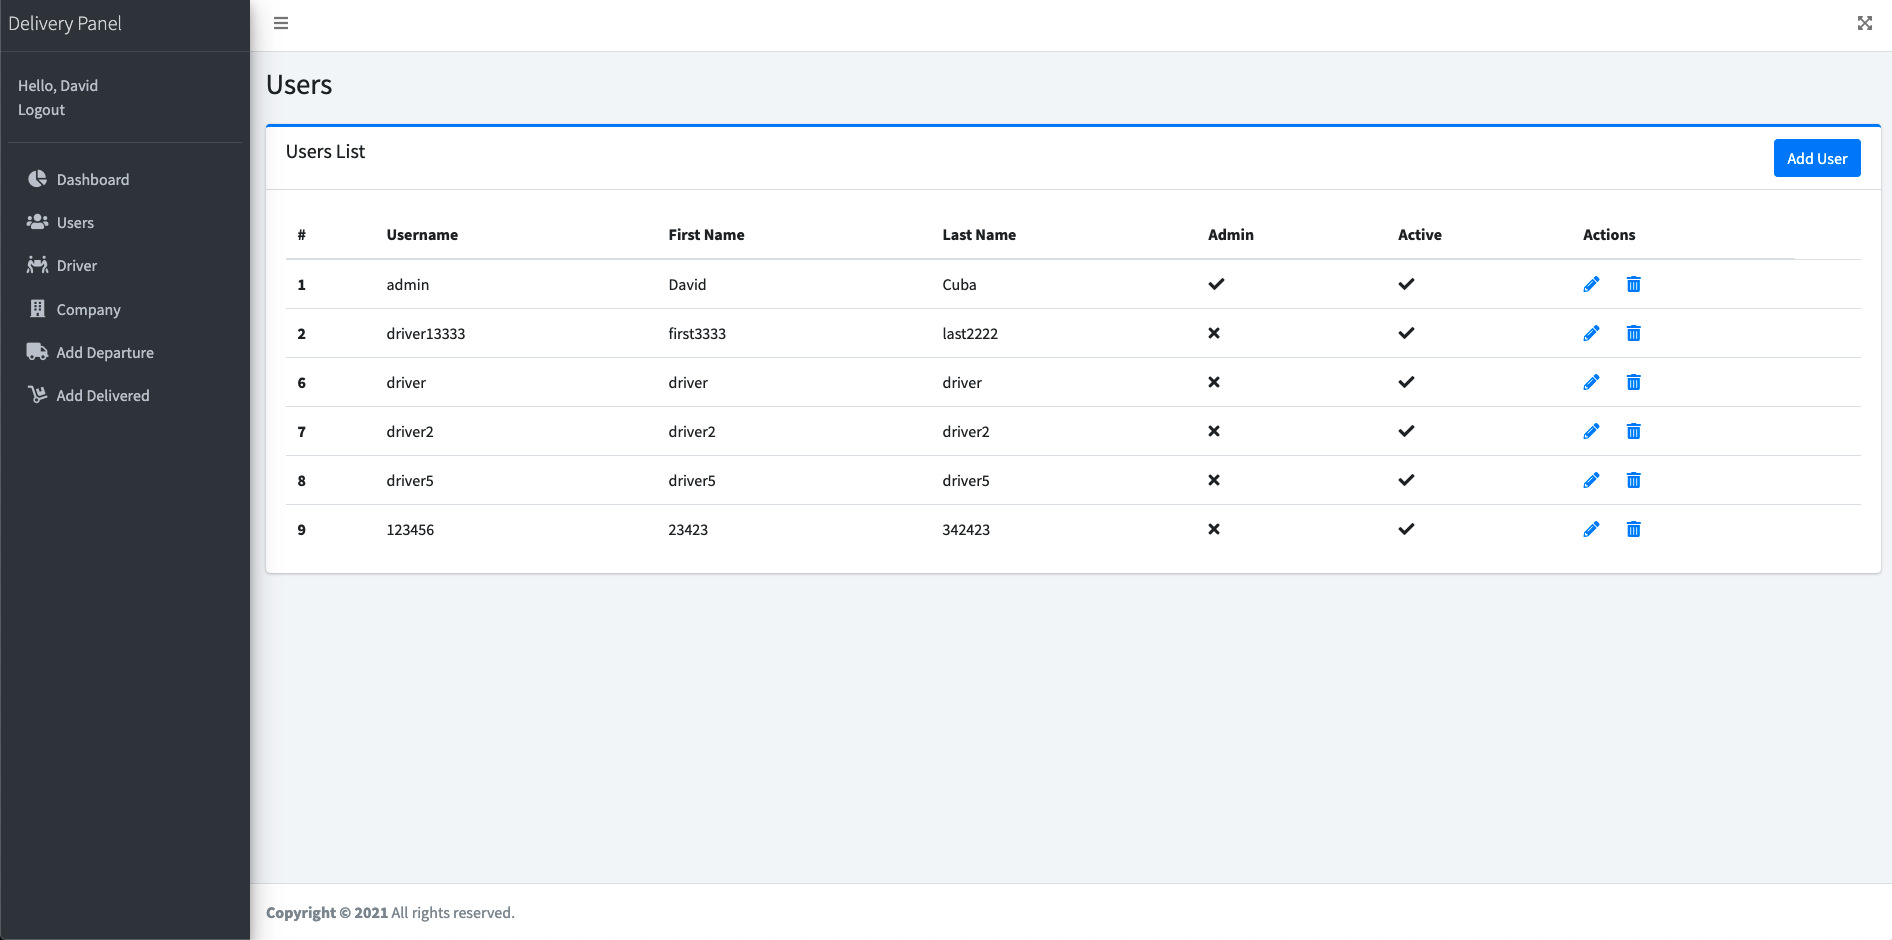 Delivery Panel
Hello, David
Logout
Dashboard
Users
Driver
Company
Add Departure
Add Delivered
Users
Users List
Add User
# Username First Name Last Name Admin Active Actions
1 admin David Cuba
2 driver13333 first3333 last2222
6 driver driver driver
7 driver2 driver2 driver2
8 driver5 driver5 driver5
9 123456 23423 342423
Copyright © 2021 All rights reserved.